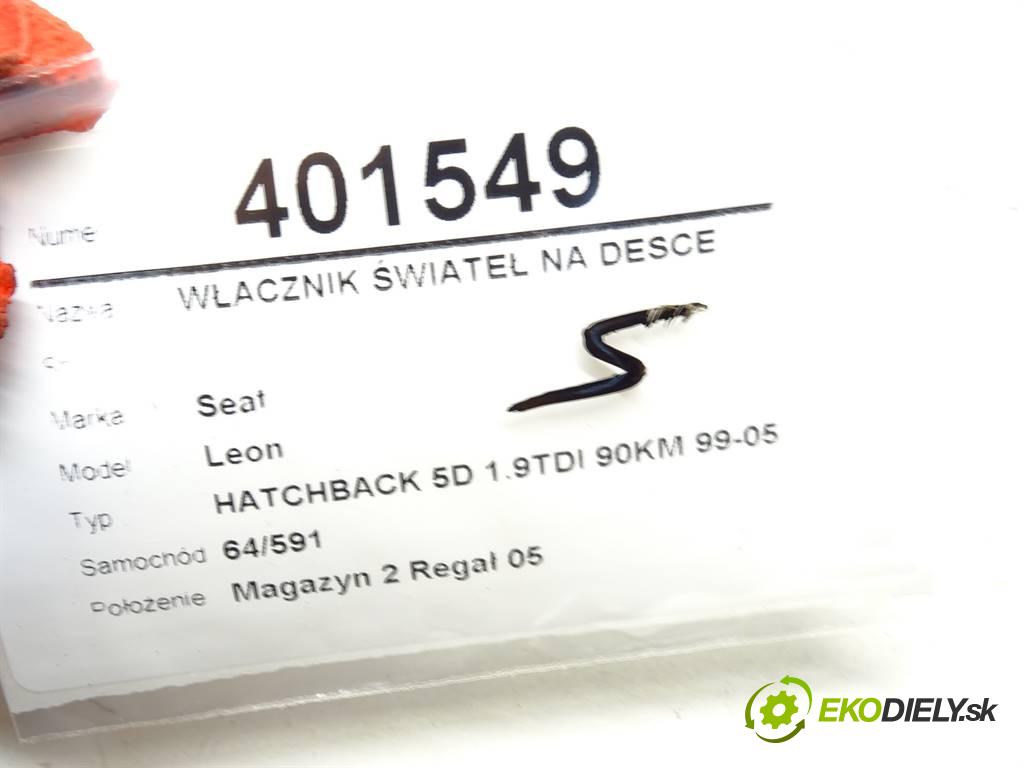 Nume 401549
Nazwa WŁACZNIK ŚWIATEŁ NA DESCE
S
Marka Seat
Model Leon
Typ HATCHBACK 5D 1.9TDI 90KM 99-05
Samochód 64/591
Położenie Magazyn 2 Regał 05
EKODIELY.sk